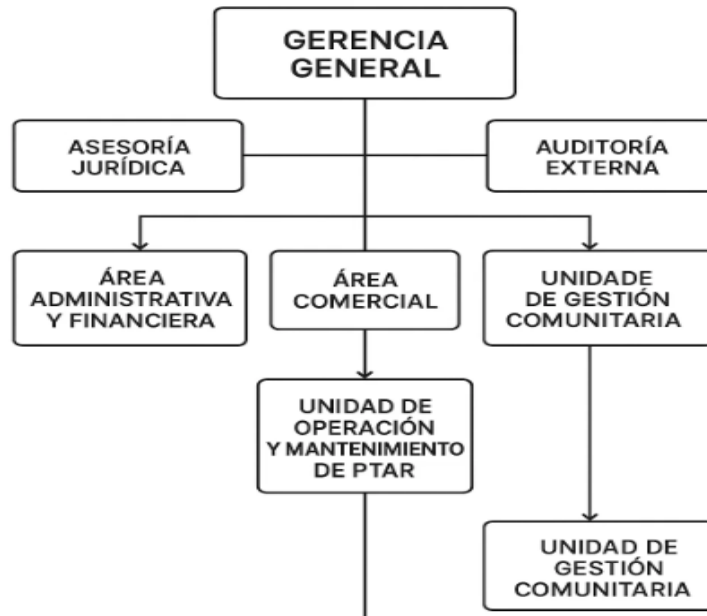 GERENCIA
GENERAL
ASESORÍA
JURÍDICA
AUDITORÍA
EXTERNA
ÁREA
ADMINISTRATIVA
Y FINANCIERA
ÁREA
COMERCIAL
UNIDADE
DE GESTIÓN
COMUNITARIA
UNIDAD DE
OPERACIÓN
Y MANTENIMIENTO
DE PTAR
UNIDAD DE
GESTIÓN
COMUNITARIA